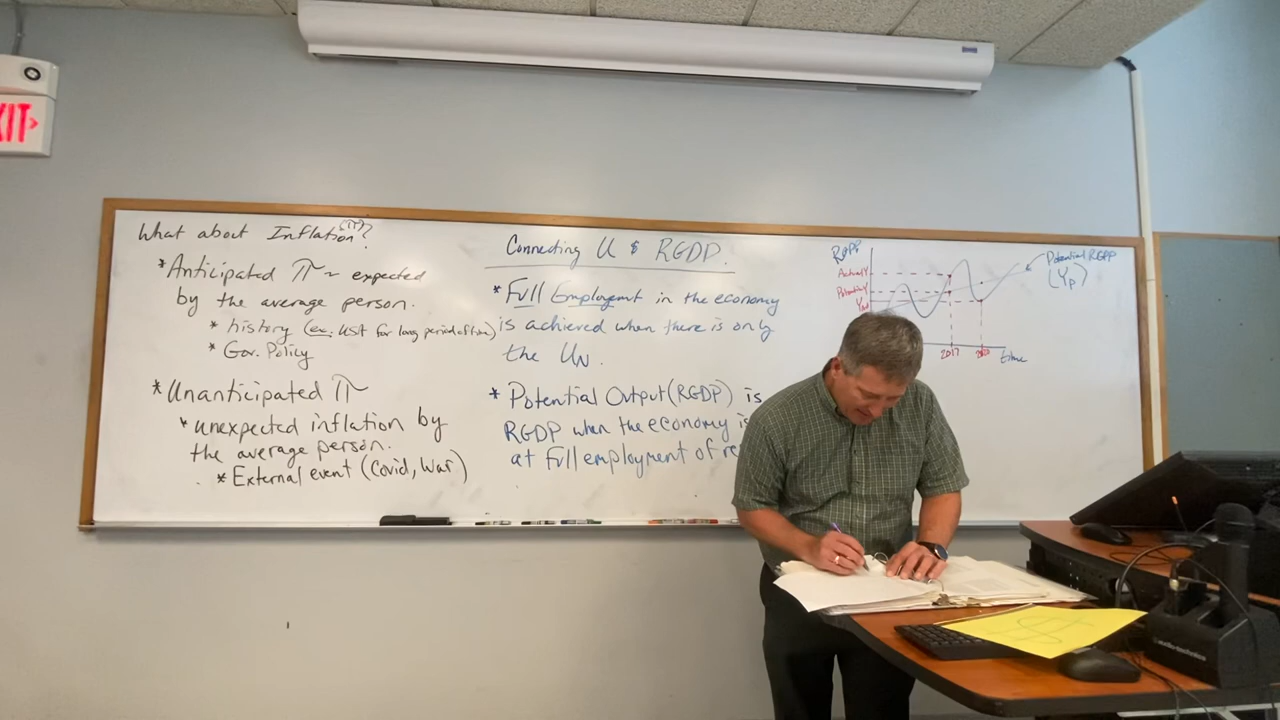 EXIT
What about Inflation (π)?
* Anticipated π ~ expected
by the average person.
* history (ex. USA for long period of time)
* Gov. Policy
* Unanticipated π
* unexpected inflation by
the average person.
* External event (Covid, War)
Connecting U & RGDP.
* Full Employment in the economy
is achieved when there is only
the UN.
* Potential Output (RGDP) is
RGDP when the economy is
at full employment of re
RGDP
Actual Y
Potential Y
2017
time
Potential RGDP
(YP)